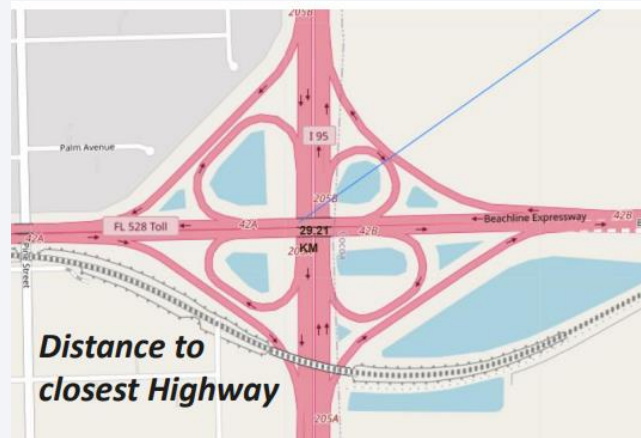 205B
I 95
Palm Avenue
205B
FL 528 Toll
42A
Beachline Expressway
42A
29.21
42B
42B
KM
COCOA
Distance to
closest Highway
205A